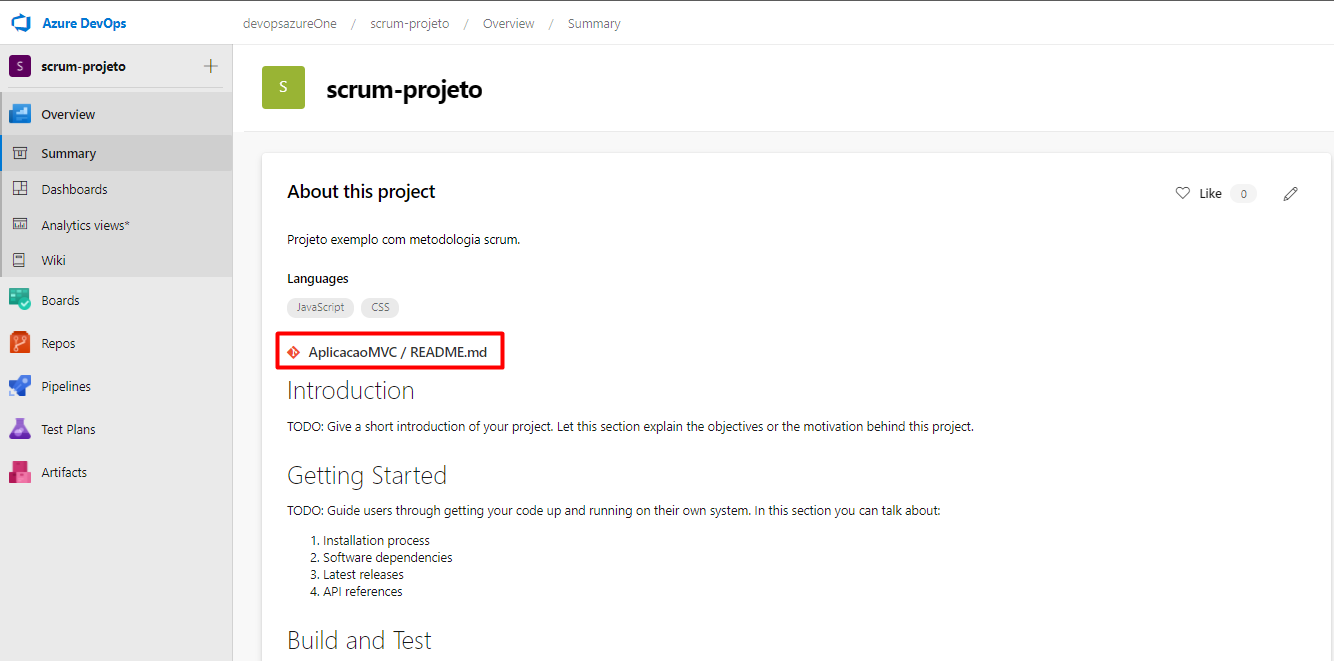 Azure DevOps
devopsazureOne / scrum-projeto / Overview / Summary
S scrum-projeto +
Overview
Summary
Dashboards
Analytics views*
Wiki
Boards
Repos
Pipelines
Test Plans
Artifacts
S scrum-projeto
About this project
Like 0
Projeto exemplo com metodologia scrum.
Languages
JavaScript CSS
AplicacaoMVC / README.md
Introduction
TODO: Give a short introduction of your project. Let this section explain the objectives or the motivation behind this project.
Getting Started
TODO: Guide users through getting your code up and running on their own system. In this section you can talk about:
1. Installation process
2. Software dependencies
3. Latest releases
4. API references
Build and Test